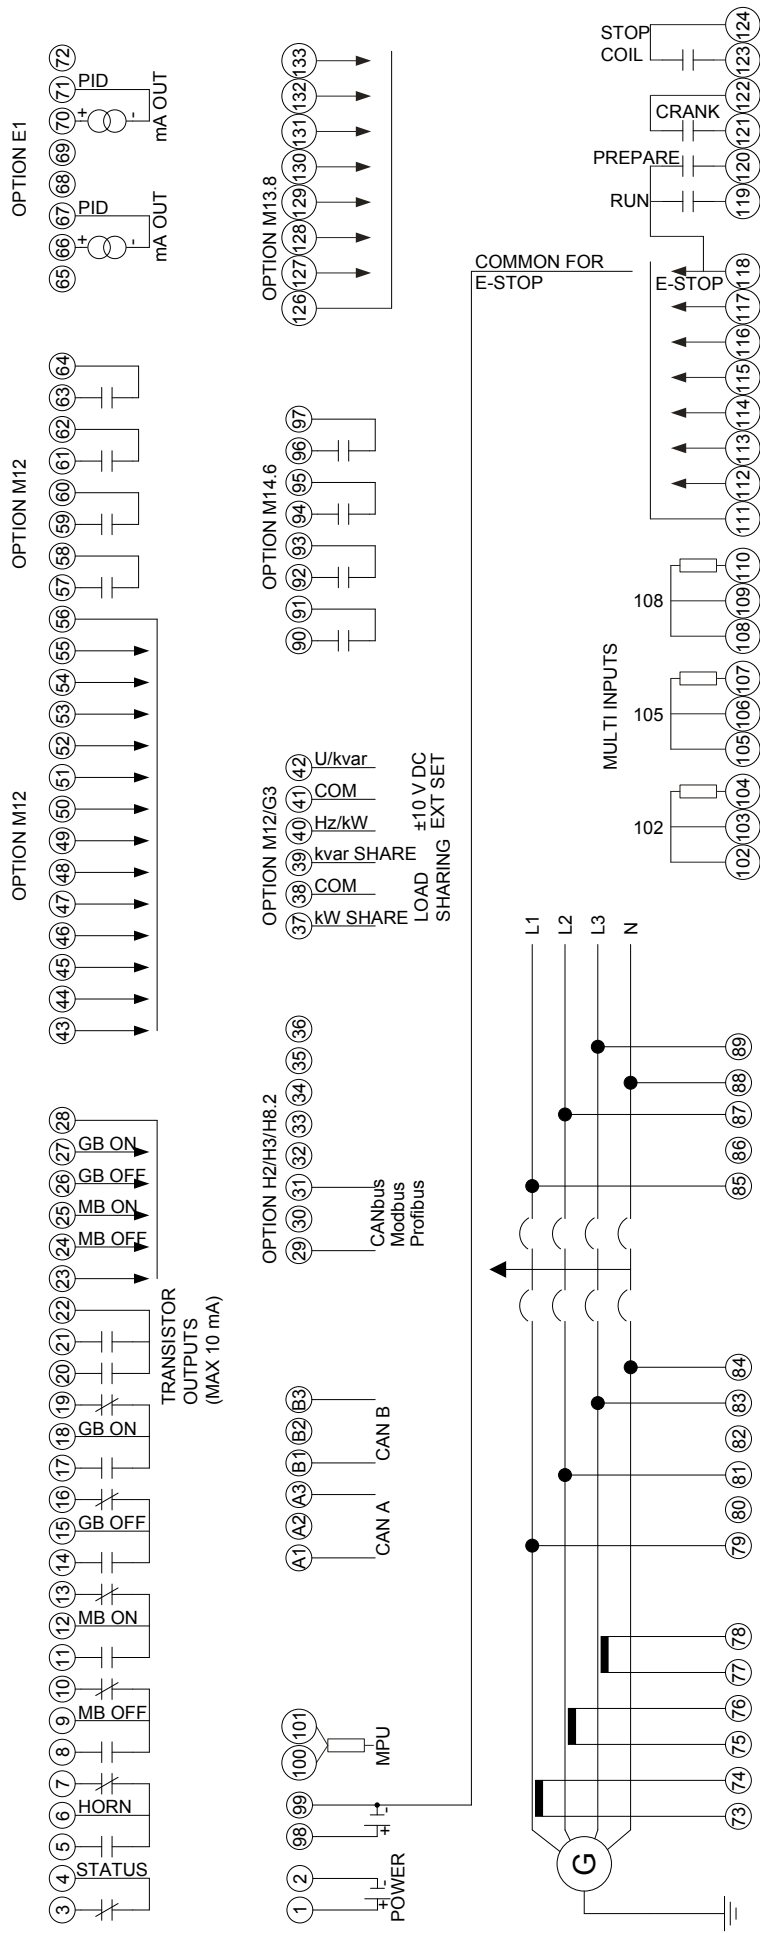 OPTION M12
OPTION M12
OPTION E1
3 4 5 6 7 8 9 10 11 12 13 14 15 16 17 18 19 20 21 22 23 24 25 26 27 28
43 44 45 46 47 48 49 50 51 52 53 54 55 56 57 58 59 60 61 62 63 64
65 66 67 68 69 70 71 72
STATUS
HORN
MB OFF
MB ON
GB OFF
GB ON
MB OFF
MB ON
GB OFF
GB ON
+ -
PID
mA OUT
+ -
PID
mA OUT
TRANSISTOR
OUTPUTS
(MAX 10 mA)
OPTION H2/H3/H8.2
OPTION M12/G3
OPTION M14.6
OPTION M13.8
1 2 98 99 100 101
A1 A2 A3 B1 B2 B3
29 30 31 32 33 34 35 36
37 38 39 40 41 42
90 91 92 93 94 95 96 97
126 127 128 129 130 131 132 133
+ -
POWER
+ -
MPU
CAN A
CAN B
CANbus
Modbus
Profibus
kW SHARE
COM
kvar SHARE
Hz/kW
COM
U/kvar
LOAD
SHARING
±10 V DC
EXT SET
COMMON FOR
E-STOP
G
L1
L2
L3
N
MULTI INPUTS
102
105
108
E-STOP
RUN
PREPARE
CRANK
STOP
COIL
73 74 75 76 77 78 79 80 81 82 83 84 85 86 87 88 89
102 103 104 105 106 107 108 109 110
111 112 113 114 115 116 117 118 119 120 121 122 123 124